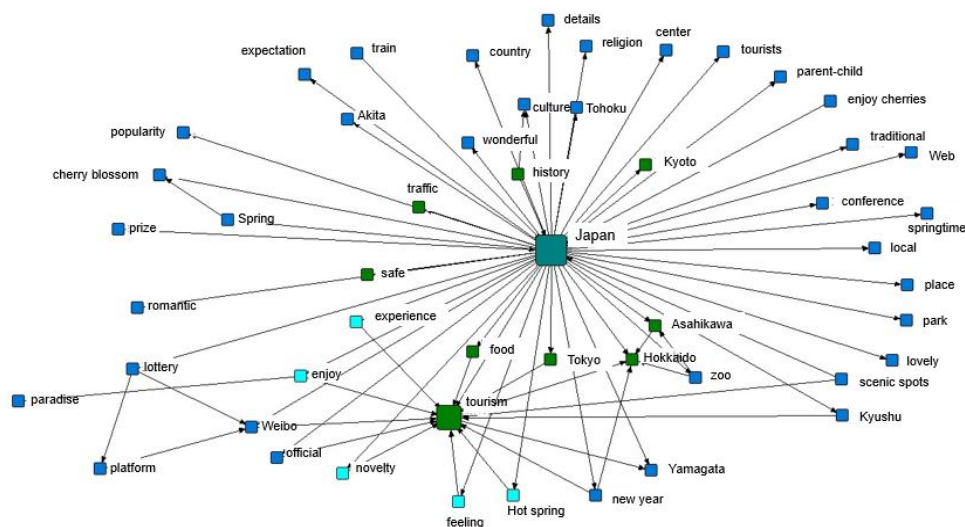 details
expectation
train
country
religion
center
tourists
parent-child
culture
Tohoku
enjoy cherries
Akita
popularity
wonderful
traditional
Web
history
Kyoto
cherry blossom
traffic
conference
Spring
springtime
prize
Japan
local
safe
place
romantic
experience
Asahikawa
park
food
Tokyo
Hokkaido
lottery
enjoy
zoo
lovely
scenic spots
paradise
tourism
Kyushu
Weibo
official
platform
novelty
Yamagata
feeling
Hot spring
new year